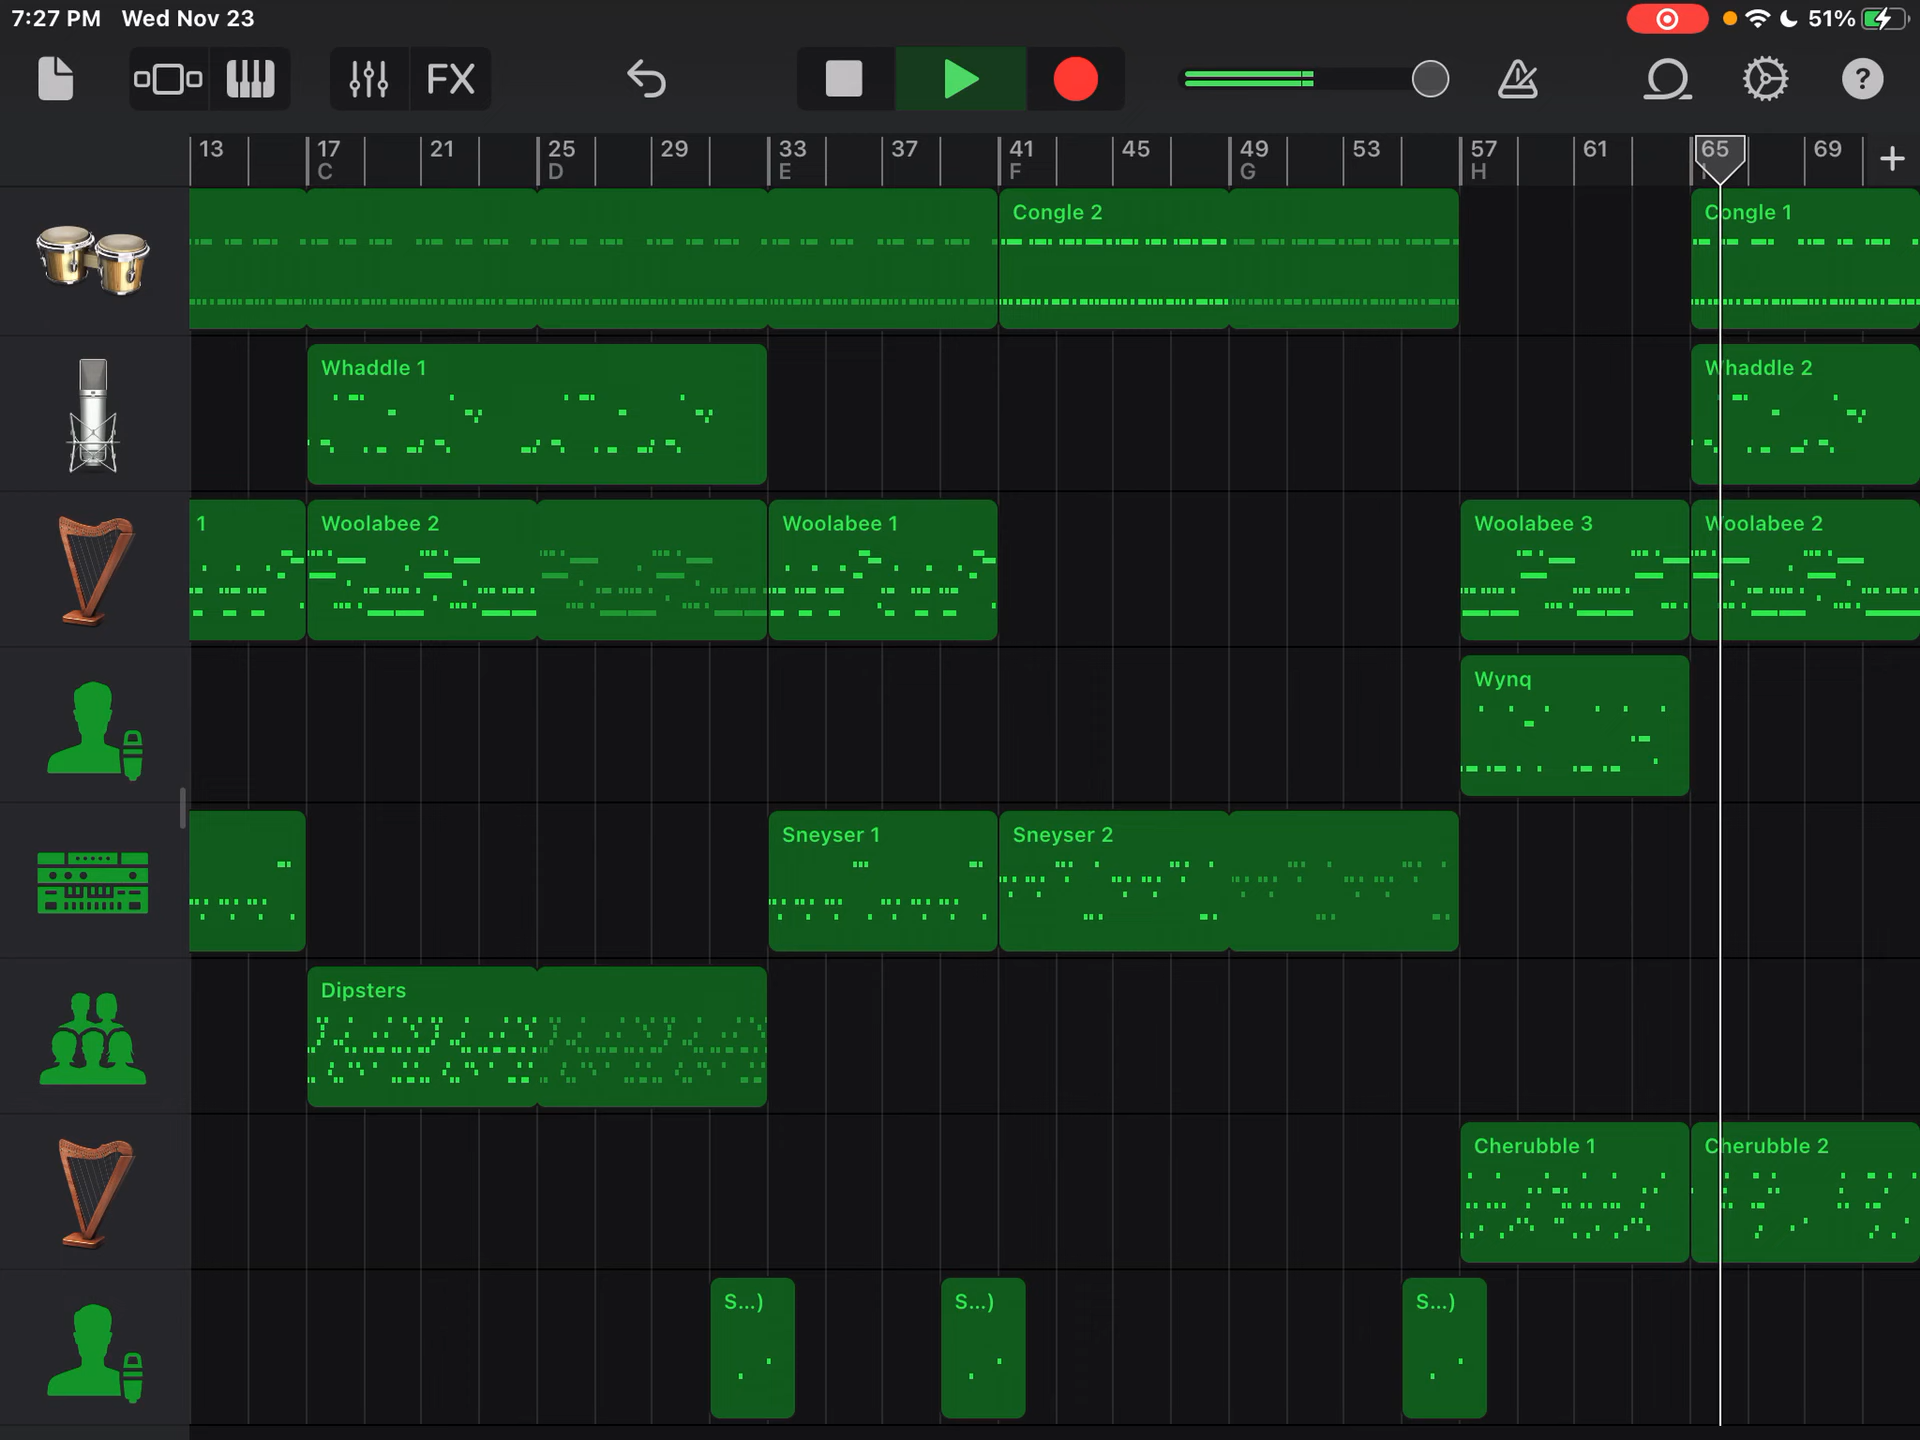 7:27 PM Wed Nov 23
51%
FX
?
13 17 21 25 29 33 37 41 45 49 53 57 61 65 69 +
C D E F G H
Congle 2
Congle 1
Whaddle 1
Whaddle 2
1
Woolabee 2
Woolabee 1
Woolabee 3
Woolabee 2
Wynq
Sneyser 1
Sneyser 2
Dipsters
Cherubble 1
Cherubble 2
S...)
S...)
S...)